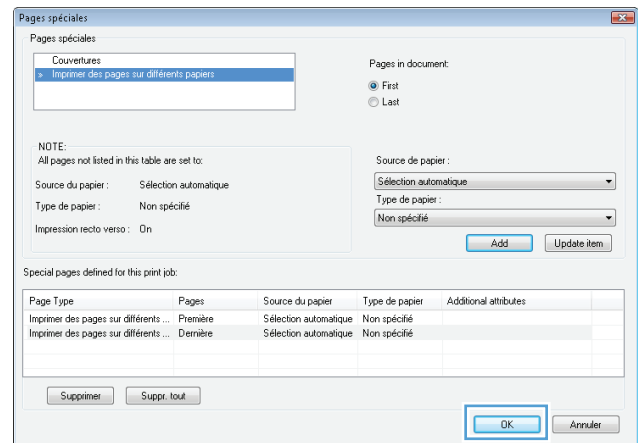 Pages spéciales
Pages spéciales
Couvertures
» Imprimer des pages sur différents papiers
Pages in document:
First
Last
NOTE:
All pages not listed in this table are set to:
Source du papier : Sélection automatique
Type de papier : Non spécifié
Impression recto verso : On
Source de papier :
Sélection automatique
Type de papier :
Non spécifié
Add Update item
Special pages defined for this print job:
Page Type Pages Source du papier Type de papier Additional attributes
Imprimer des pages sur différents ... Première Sélection automatique Non spécifié
Imprimer des pages sur différents ... Dernière Sélection automatique Non spécifié
Supprimer Suppr. tout
OK Annuler